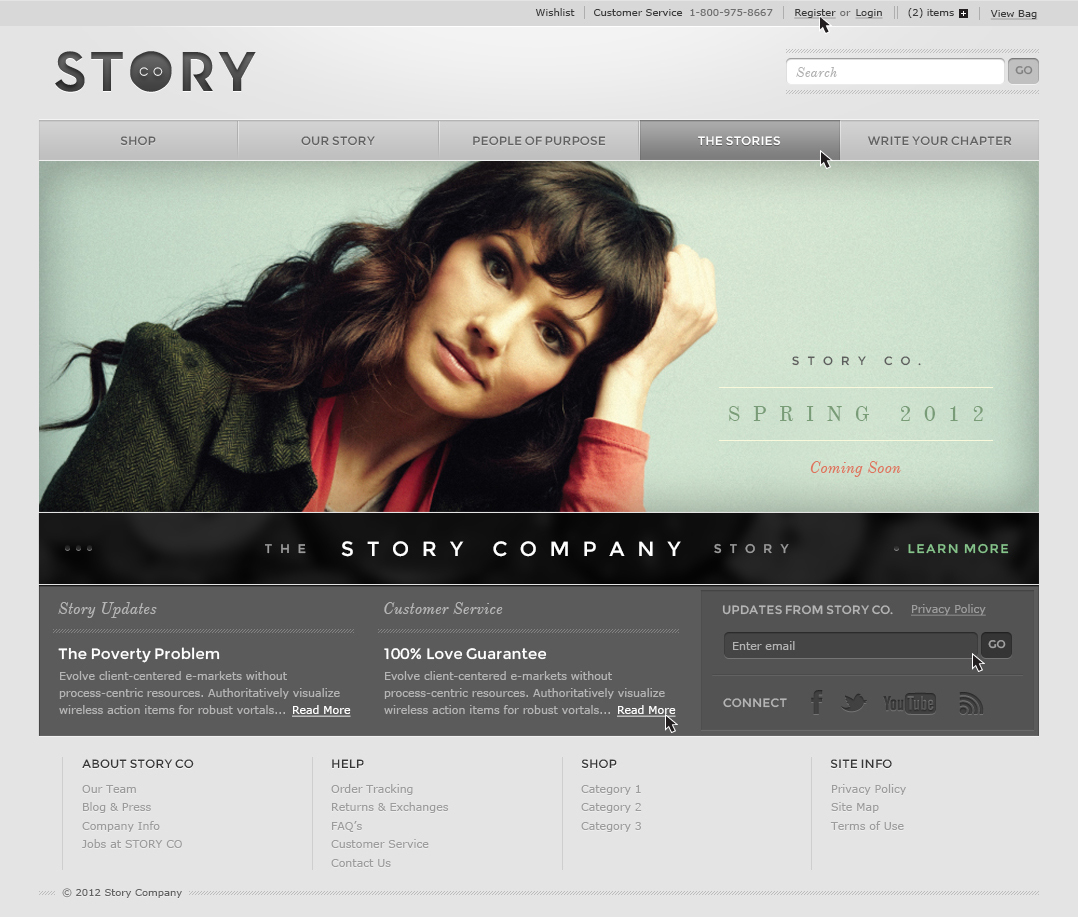 Wishlist Customer Service 1-800-975-8667 Register or Login (2) items View Bag
STORY
CO
Search GO
SHOP OUR STORY PEOPLE OF PURPOSE THE STORIES WRITE YOUR CHAPTER
STORY CO.
SPRING 2012
Coming Soon
THE STORY COMPANY STORY LEARN MORE
Story Updates
The Poverty Problem
Evolve client-centered e-markets without
process-centric resources. Authoritatively visualize
wireless action items for robust vortals... Read More
Customer Service
100% Love Guarantee
Evolve client-centered e-markets without
process-centric resources. Authoritatively visualize
wireless action items for robust vortals... Read More
UPDATES FROM STORY CO. Privacy Policy
Enter email GO
CONNECT f YouTube
ABOUT STORY CO
Our Team
Blog & Press
Company Info
Jobs at STORY CO
HELP
Order Tracking
Returns & Exchanges
FAQ's
Customer Service
Contact Us
SHOP
Category 1
Category 2
Category 3
SITE INFO
Privacy Policy
Site Map
Terms of Use
© 2012 Story Company